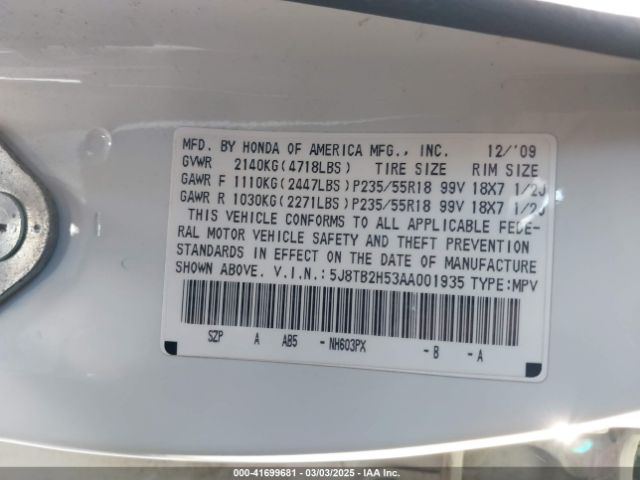 MFD. BY HONDA OF AMERICA MFG., INC. 12/'09
GVWR 2140KG(4718LBS) TIRE SIZE RIM SIZE
GAWR F 1110KG(2447LBS)P235/55R18 99V 18X7 1/2J
GAWR R 1030KG(2271LBS)P235/55R18 99V 18X7 1/2J
THIS VEHICLE CONFORMS TO ALL APPLICABLE FEDE-
RAL MOTOR VEHICLE SAFETY AND THEFT PREVENTION
STANDARDS IN EFFECT ON THE DATE OF MANUFACTURE
SHOWN ABOVE. V.I.N.:5J8TB2H53AA001935 TYPE:MPV
SZP A AB5 - NH603PX - B - A
000-41699681 - 03/03/2025 - IAA Inc.